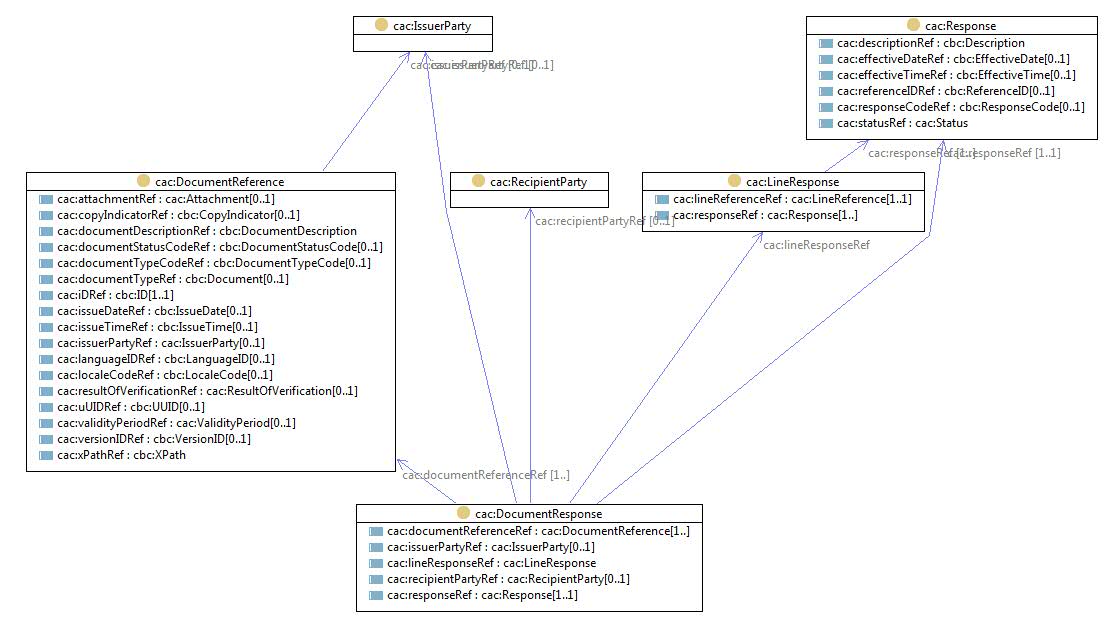 cac:IssuerParty
cac:issuerPartyRef [0..1]
cac:issuerPartyRef [0..1]
cac:Response
cac:descriptionRef : cbc:Description
cac:effectiveDateRef : cbc:EffectiveDate[0..1]
cac:effectiveTimeRef : cbc:EffectiveTime[0..1]
cac:referenceIDRef : cbc:ReferenceID[0..1]
cac:responseCodeRef : cbc:ResponseCode[0..1]
cac:statusRef : cac:Status
cac:responseRef [1..]
cac:responseRef [1..1]
cac:DocumentReference
cac:attachmentRef : cac:Attachment[0..1]
cac:copyIndicatorRef : cbc:CopyIndicator[0..1]
cac:documentDescriptionRef : cbc:DocumentDescription
cac:documentStatusCodeRef : cbc:DocumentStatusCode[0..1]
cac:documentTypeCodeRef : cbc:DocumentTypeCode[0..1]
cac:documentTypeRef : cbc:Document[0..1]
cac:iDRef : cbc:ID[1..1]
cac:issueDateRef : cbc:IssueDate[0..1]
cac:issueTimeRef : cbc:IssueTime[0..1]
cac:issuerPartyRef : cac:IssuerParty[0..1]
cac:languageIDRef : cbc:LanguageID[0..1]
cac:localeCodeRef : cbc:LocaleCode[0..1]
cac:resultOfVerificationRef : cac:ResultOfVerification[0..1]
cac:uUIDRef : cbc:UUID[0..1]
cac:validityPeriodRef : cac:ValidityPeriod[0..1]
cac:versionIDRef : cbc:VersionID[0..1]
cac:xPathRef : cbc:XPath
cac:RecipientParty
cac:recipientPartyRef [0..1]
cac:LineResponse
cac:lineReferenceRef : cac:LineReference[1..1]
cac:responseRef : cac:Response[1..]
cac:lineResponseRef
cac:documentReferenceRef [1..]
cac:DocumentResponse
cac:documentReferenceRef : cac:DocumentReference[1..]
cac:issuerPartyRef : cac:IssuerParty[0..1]
cac:lineResponseRef : cac:LineResponse
cac:recipientPartyRef : cac:RecipientParty[0..1]
cac:responseRef : cac:Response[1..1]